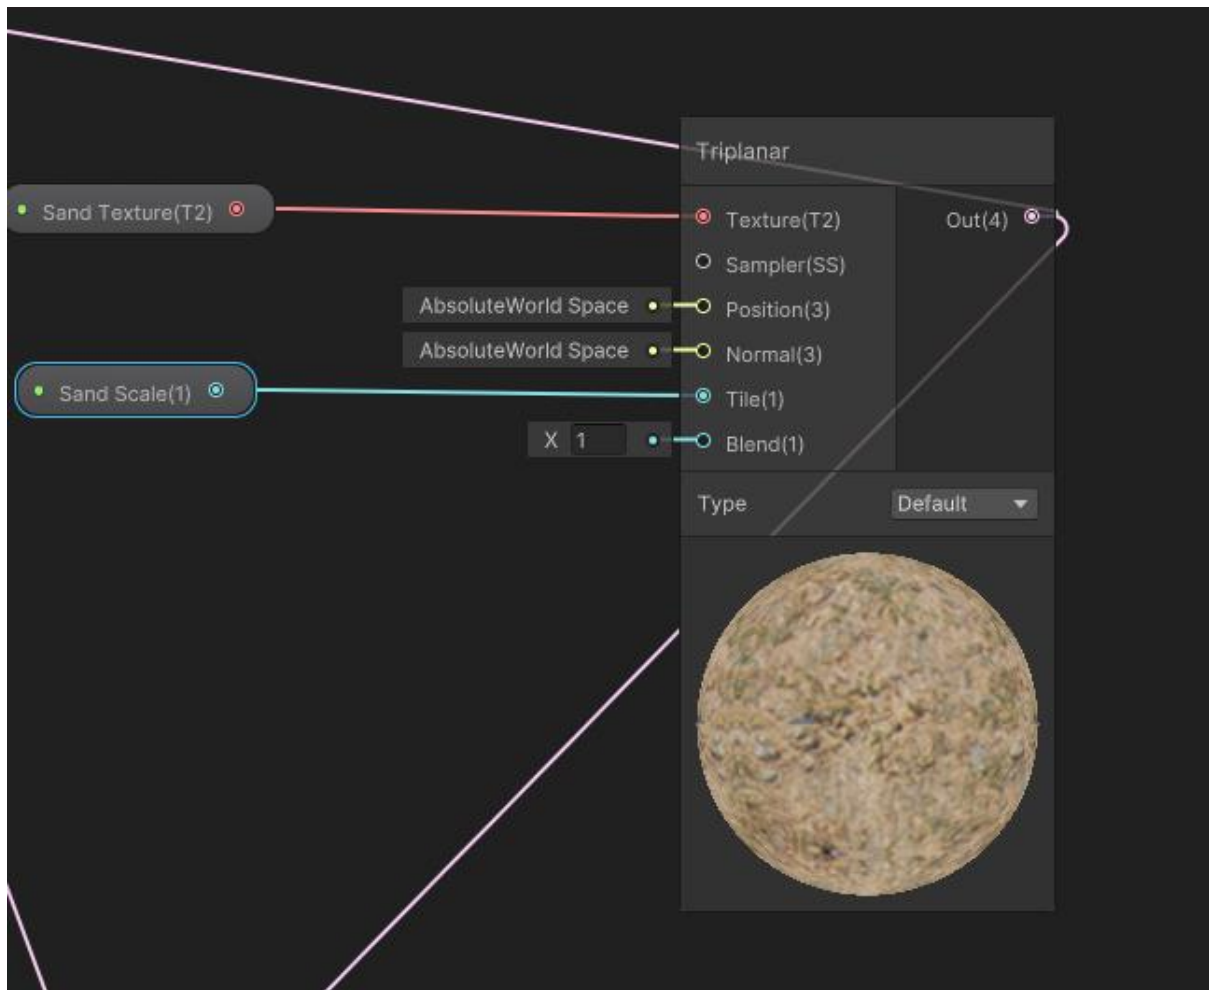 Triplanar
Sand Texture(T2)
Texture(T2)
Out(4)
Sampler(SS)
AbsoluteWorld Space
Position(3)
AbsoluteWorld Space
Normal(3)
Sand Scale(1)
Tile(1)
X 1
Blend(1)
Type
Default